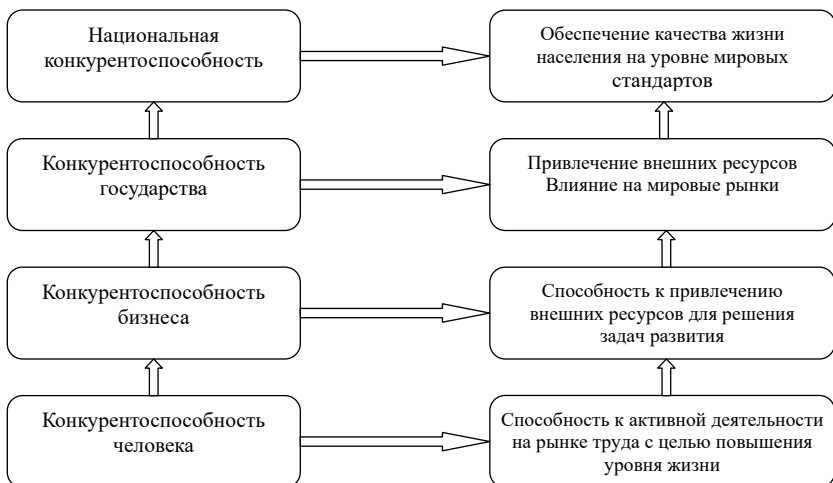 Национальная
конкурентоспособность
Обеспечение качества жизни
населения на уровне мировых
стандартов
Конкурентоспособность
государства
Привлечение внешних ресурсов
Влияние на мировые рынки
Конкурентоспособность
бизнеса
Способность к привлечению
внешних ресурсов для решения
задач развития
Конкурентоспособность
человека
Способность к активной деятельности
на рынке труда с целью повышения
уровня жизни